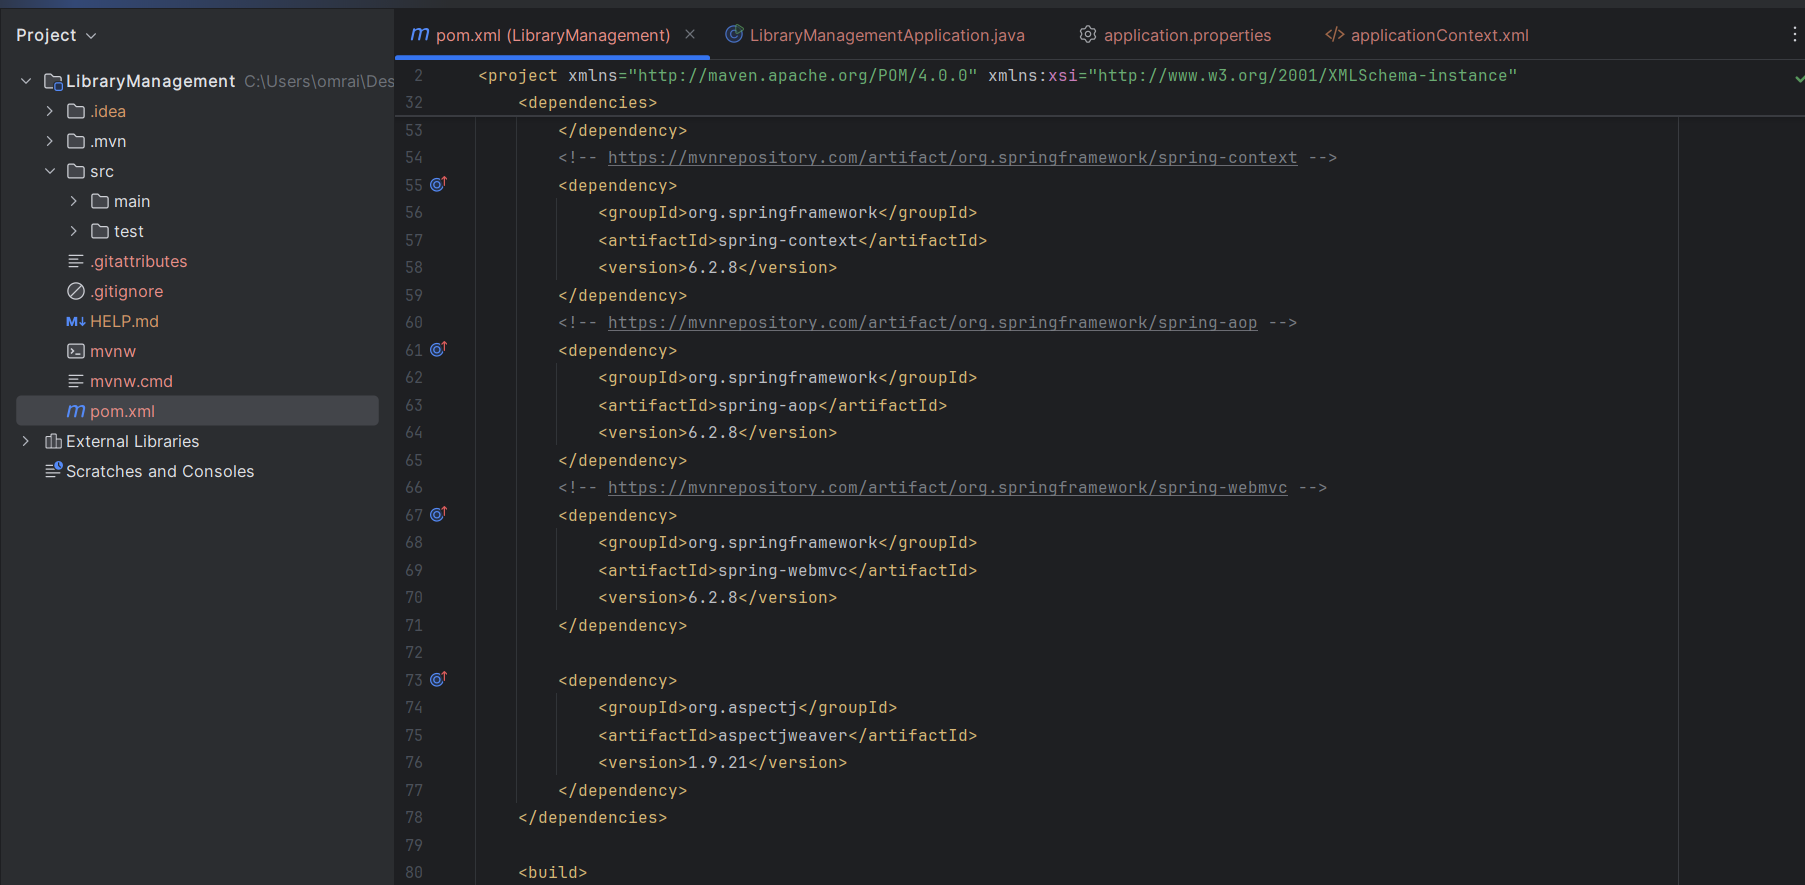 Project
LibraryManagement C:\Users\omrai\Des
.idea
.mvn
src
main
test
.gitattributes
.gitignore
M↓ HELP.md
mvnw
mvnw.cmd
m pom.xml
External Libraries
Scratches and Consoles
m pom.xml (LibraryManagement) ×
LibraryManagementApplication.java
application.properties
</> applicationContext.xml
2 <project xmlns="http://maven.apache.org/POM/4.0.0" xmlns:xsi="http://www.w3.org/2001/XMLSchema-instance"
32 <dependencies>
53 </dependency>
54 <!-- https://mvnrepository.com/artifact/org.springframework/spring-context -->
55 <dependency>
56 <groupId>org.springframework</groupId>
57 <artifactId>spring-context</artifactId>
58 <version>6.2.8</version>
59 </dependency>
60 <!-- https://mvnrepository.com/artifact/org.springframework/spring-aop -->
61 <dependency>
62 <groupId>org.springframework</groupId>
63 <artifactId>spring-aop</artifactId>
64 <version>6.2.8</version>
65 </dependency>
66 <!-- https://mvnrepository.com/artifact/org.springframework/spring-webmvc -->
67 <dependency>
68 <groupId>org.springframework</groupId>
69 <artifactId>spring-webmvc</artifactId>
70 <version>6.2.8</version>
71 </dependency>
72
73 <dependency>
74 <groupId>org.aspectj</groupId>
75 <artifactId>aspectjweaver</artifactId>
76 <version>1.9.21</version>
77 </dependency>
78 </dependencies>
79
80 <build>